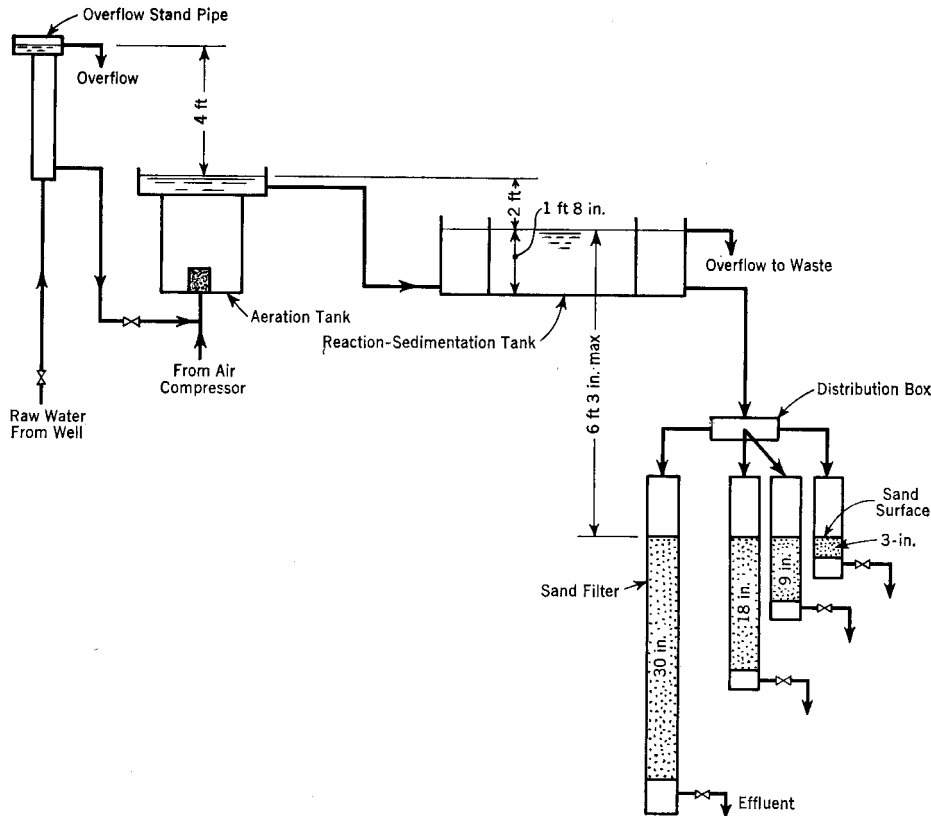 Overflow Stand Pipe
Overflow
4 ft
2 ft
1 ft 8 in.
Overflow to Waste
Aeration Tank
Reaction-Sedimentation Tank
From Air
Compressor
6 ft 3 in. max
Distribution Box
Raw Water
From Well
Sand
Surface
3-in.
Sand Filter
9 in.
18 in.
30 in.
Effluent